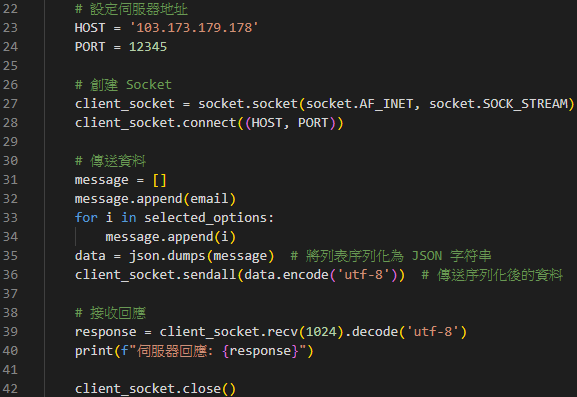 22 # 設定伺服器地址
23 HOST = '103.173.179.178'
24 PORT = 12345
25
26 # 創建 Socket
27 client_socket = socket.socket(socket.AF_INET, socket.SOCK_STREAM)
28 client_socket.connect((HOST, PORT))
29
30 # 傳送資料
31 message = []
32 message.append(email)
33 for i in selected_options:
34     message.append(i)
35 data = json.dumps(message)  # 將列表序列化為 JSON 字符串
36 client_socket.sendall(data.encode('utf-8'))  # 傳送序列化後的資料
37
38 # 接收回應
39 response = client_socket.recv(1024).decode('utf-8')
40 print(f"伺服器回應: {response}")
41
42 client_socket.close()